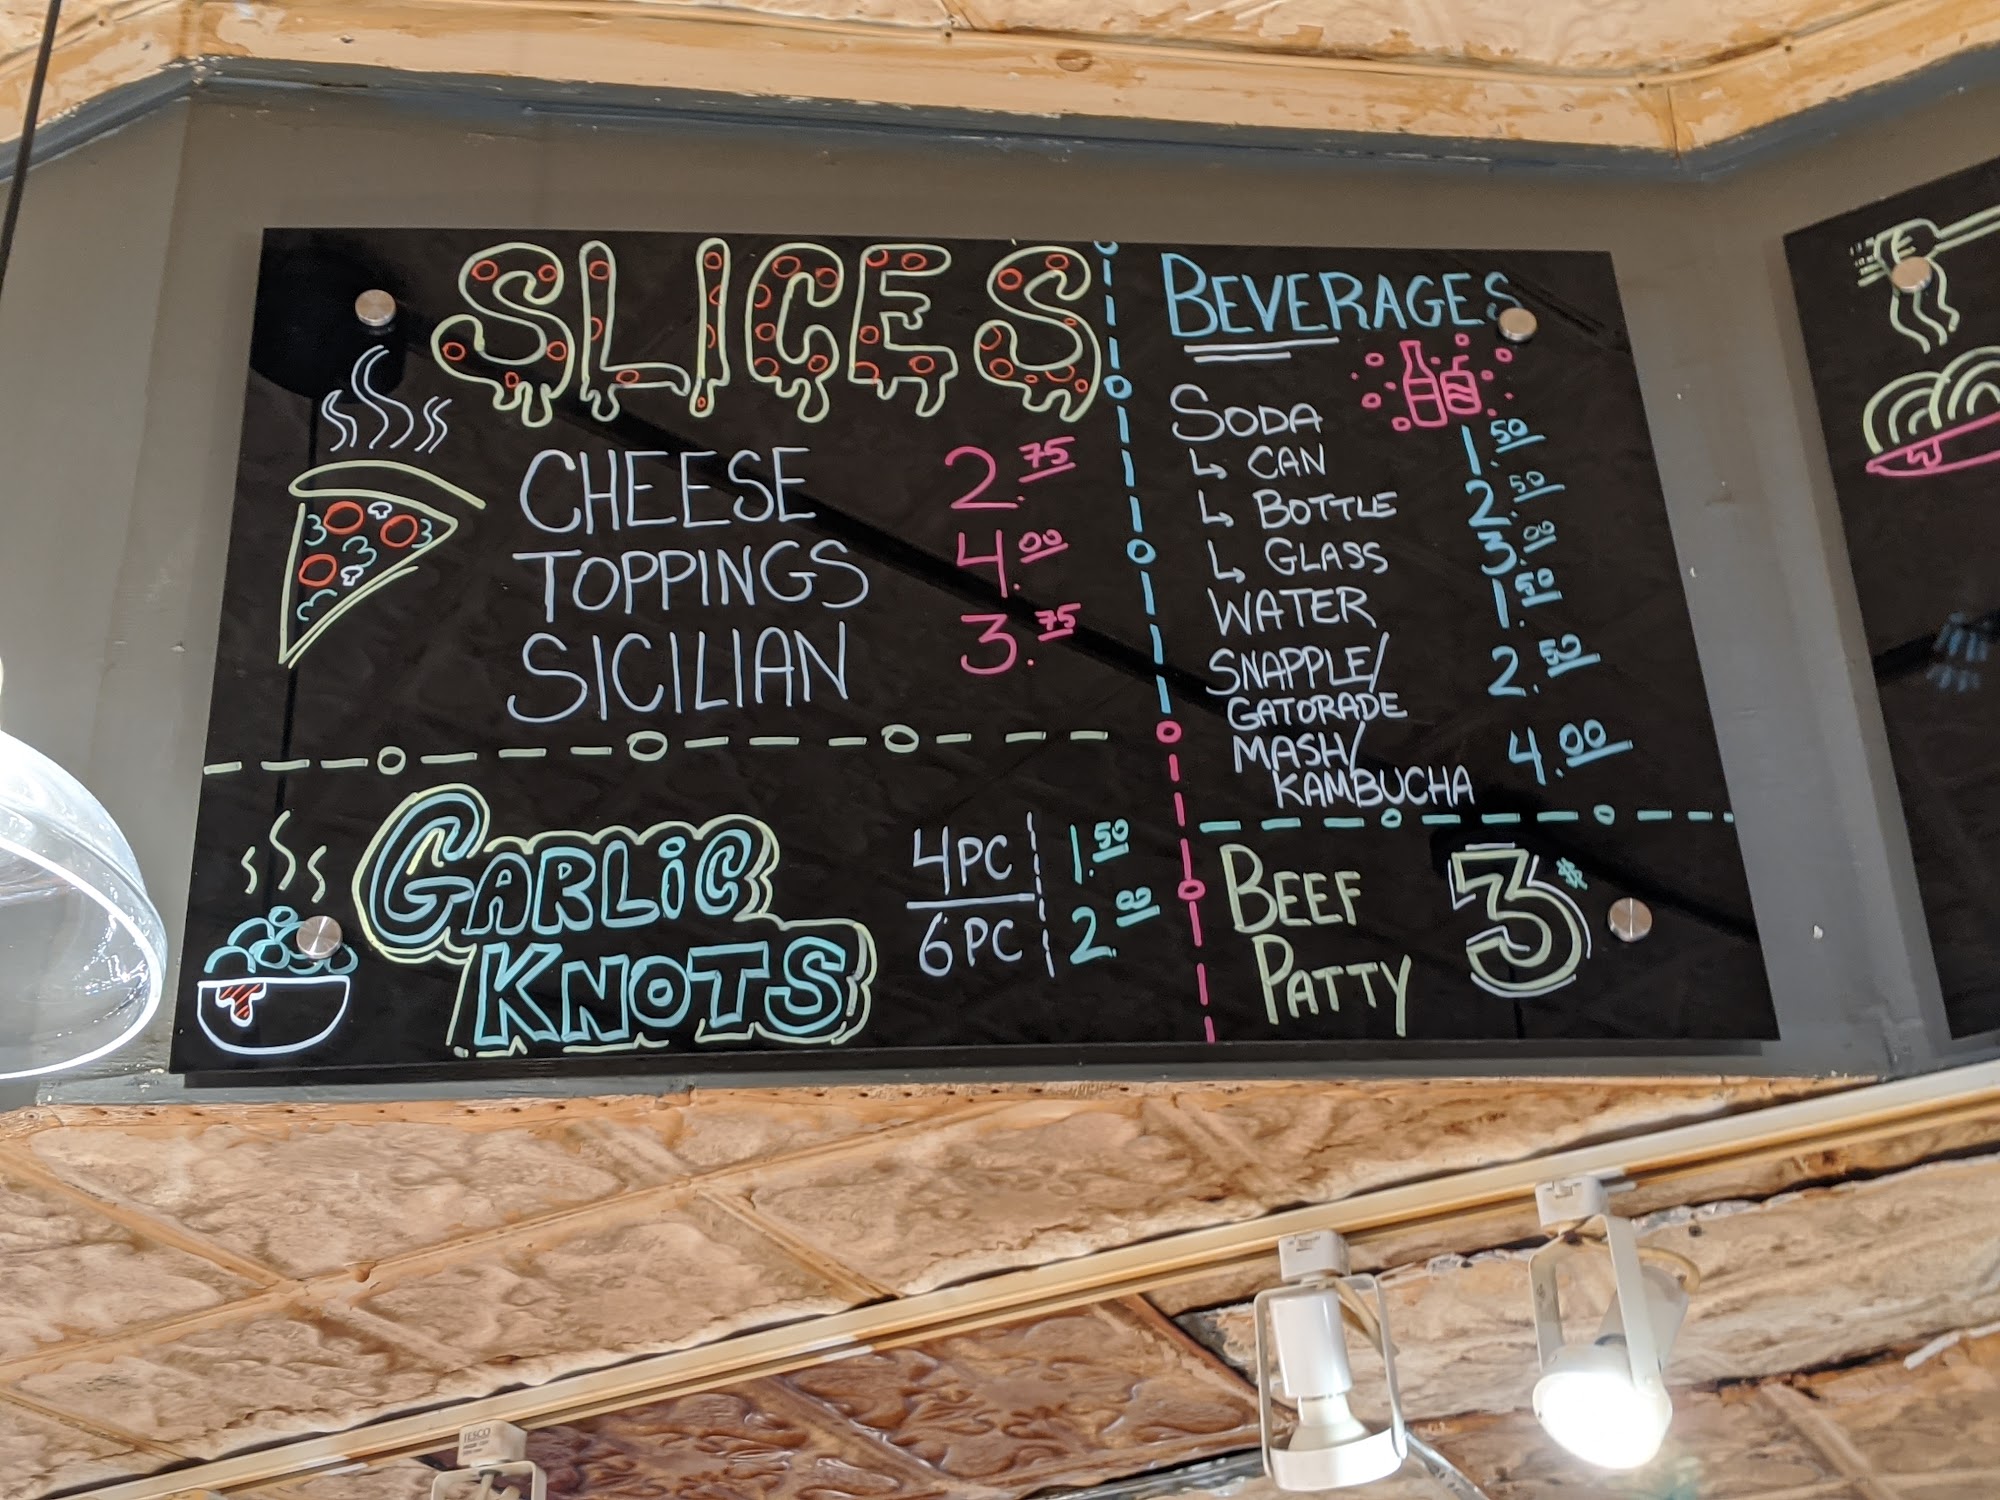 SLICES
CHEESE 2.75
TOPPINGS 4.00
SICILIAN 3.75
GARLIC
KNOTS
4PC 1.50
6PC 2.00
BEVERAGES
SODA
↳ CAN 1.50
↳ BOTTLE 2.50
↳ GLASS 3.00
WATER 1.50
SNAPPLE/ 2.50
GATORADE
MASH/ 4.00
KAMBUCHA
BEEF 3$
PATTY
JESCO